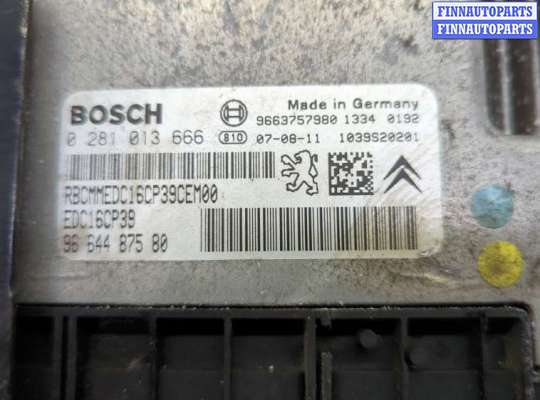 FINNAUTOPARTS
FINNAUTOPARTS
FINNAUTOPARTS
BOSCH
Made in Germany
9663757980 1334 0192
0 281 013 666 810 07-08-11 1039S20201
RBCMMEDC16CP39CEM00
EDC16CP39
96 644 875 80